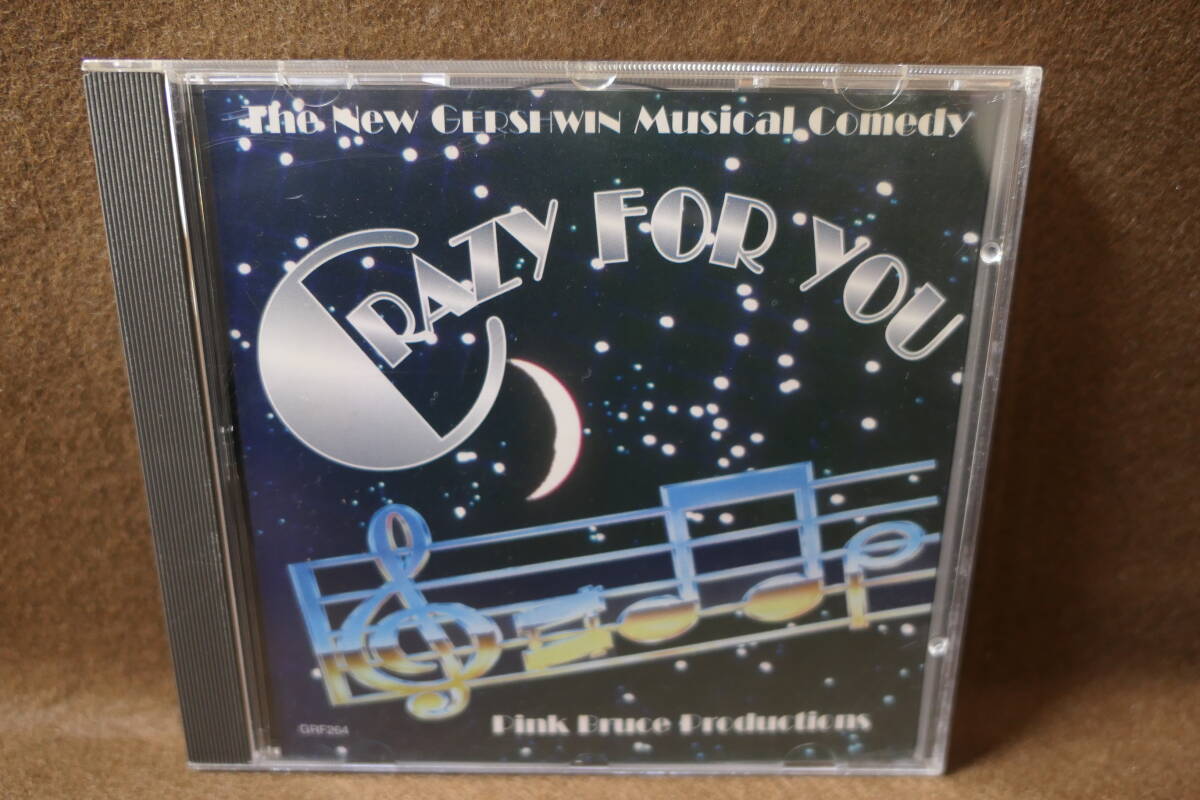 The New GERSHWIN Musical Comedy
CRAZY FOR YOU
GRF264
Pink Bruce Productions